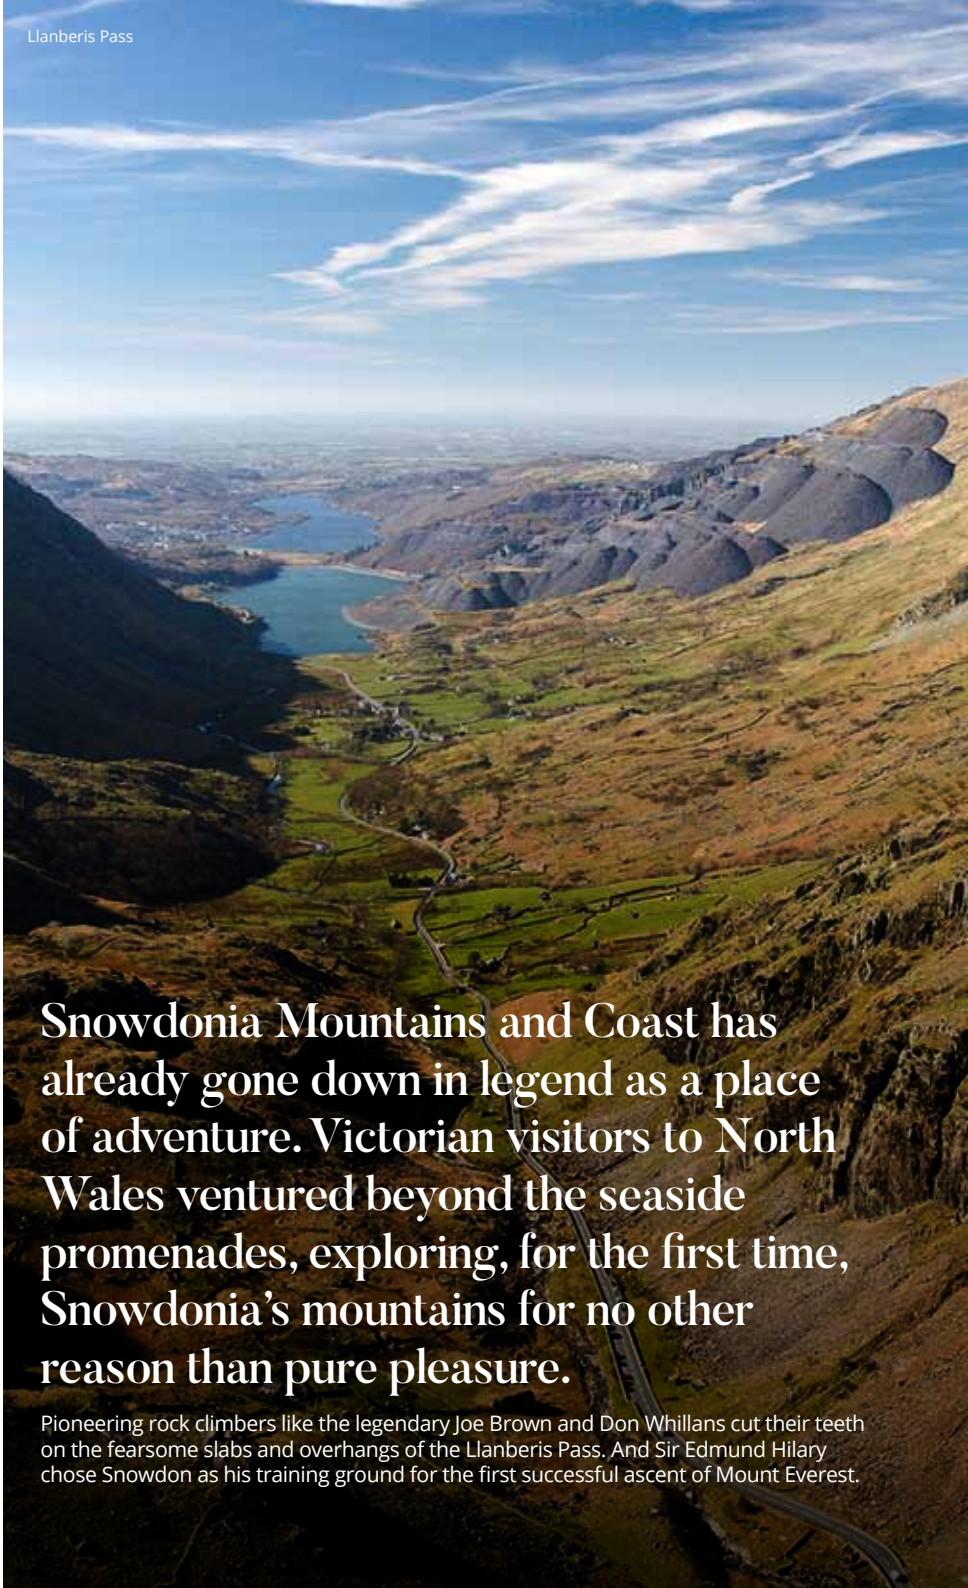 Llanberis Pass
Snowdonia Mountains and Coast has
already gone down in legend as a place
of adventure. Victorian visitors to North
Wales ventured beyond the seaside
promenades, exploring, for the first time,
Snowdonia’s mountains for no other
reason than pure pleasure.
Pioneering rock climbers like the legendary Joe Brown and Don Whillans cut their teeth
on the fearsome slabs and overhangs of the Llanberis Pass. And Sir Edmund Hilary
chose Snowdon as his training ground for the first successful ascent of Mount Everest.